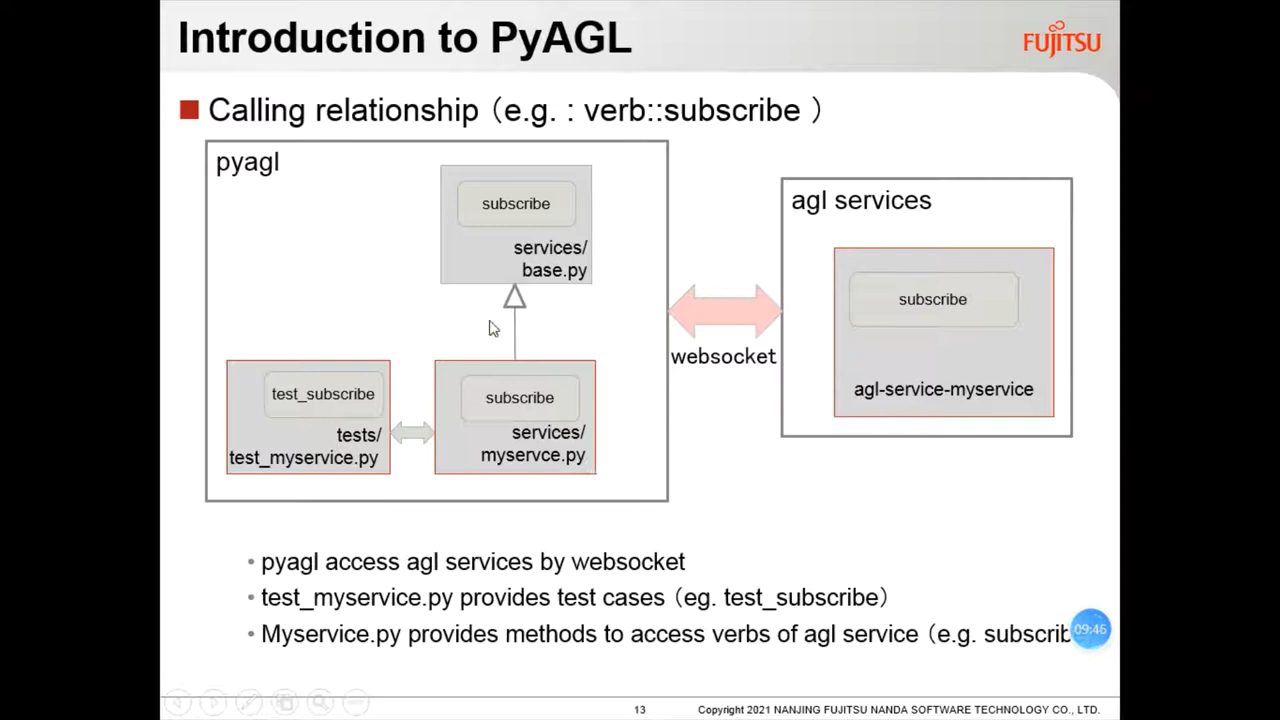 Introduction to PyAGL
FUJITSU
Calling relationship（e.g. : verb::subscribe ）
pyagl
subscribe
services/
base.py
test_subscribe
tests/
test_myservice.py
subscribe
services/
myservce.py
websocket
agl services
subscribe
agl-service-myservice
• pyagl access agl services by websocket
• test_myservice.py provides test cases（eg. test_subscribe）
• Myservice.py provides methods to access verbs of agl service（e.g. subscrib
09:46
13
Copyright 2021 NANJING FUJITSU NANDA SOFTWARE TECHNOLOGY CO., LTD.